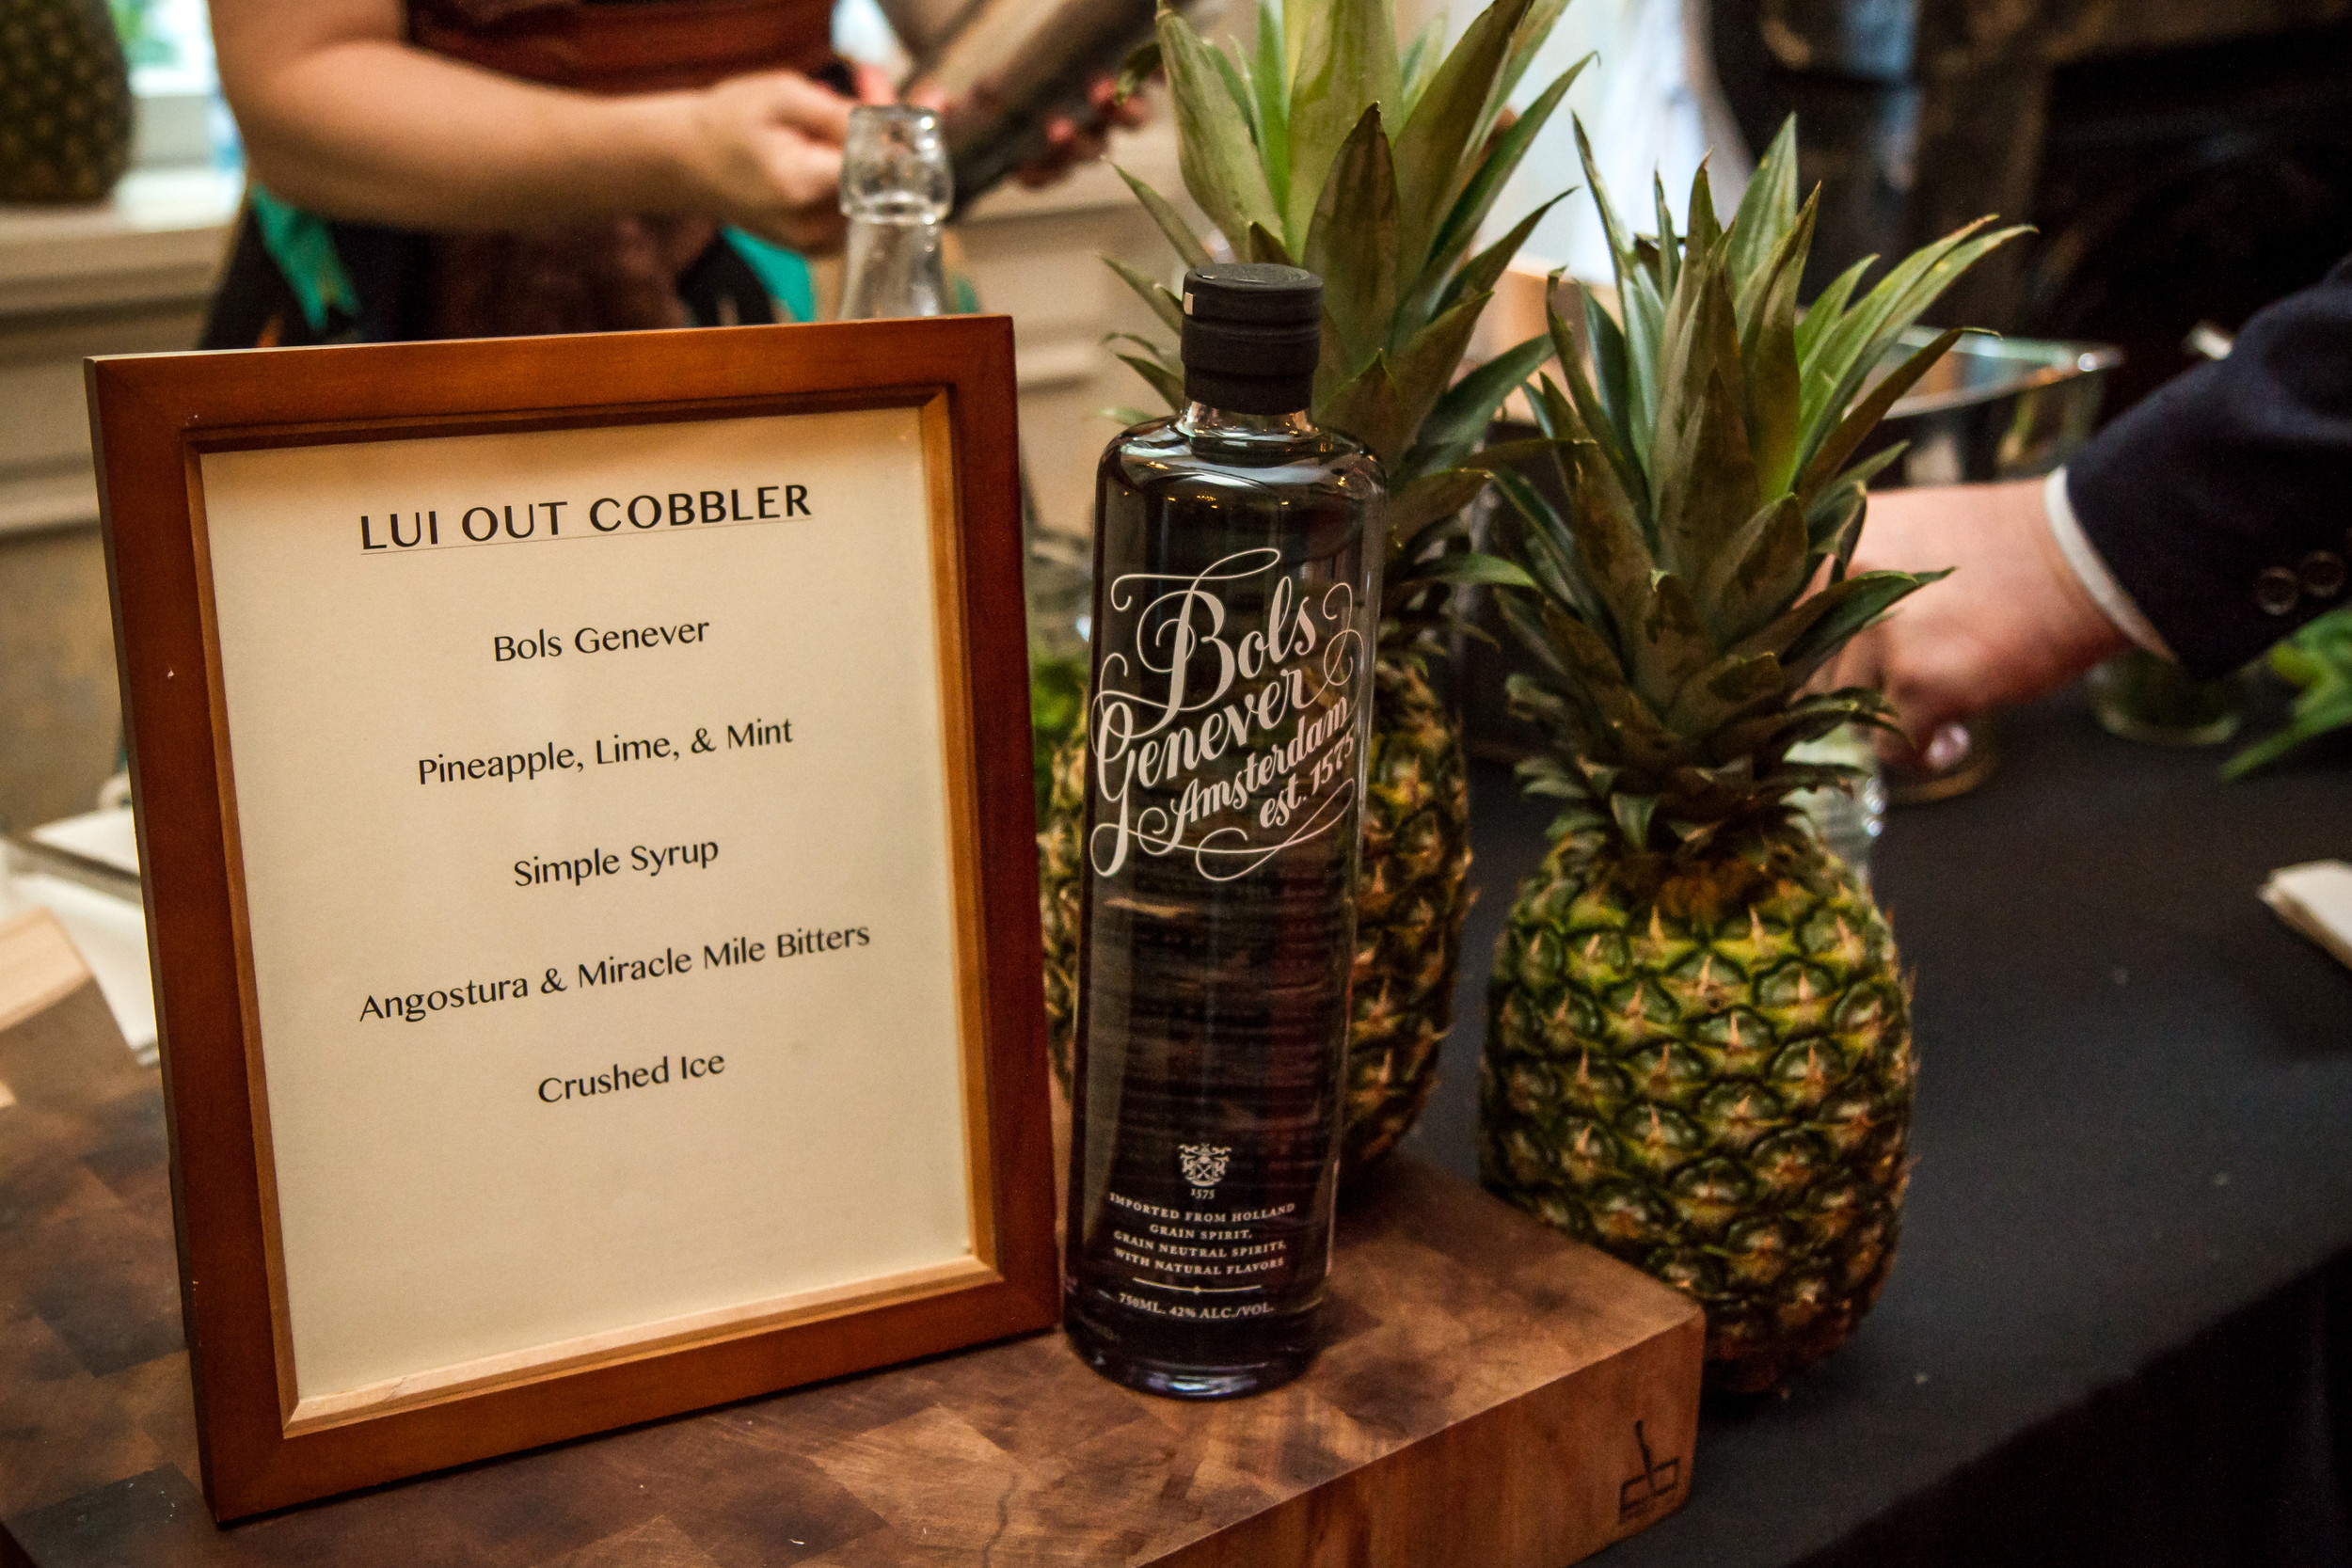 LUI OUT COBBLER
Bols Genever
Pineapple, Lime, & Mint
Simple Syrup
Angostura & Miracle Mile Bitters
Crushed Ice
Bols
Genever
Amsterdam
est. 1575
1575
IMPORTED FROM HOLLAND
GRAIN SPIRIT,
GRAIN NEUTRAL SPIRITS,
WITH NATURAL FLAVORS
750ML. 42% ALC./VOL.